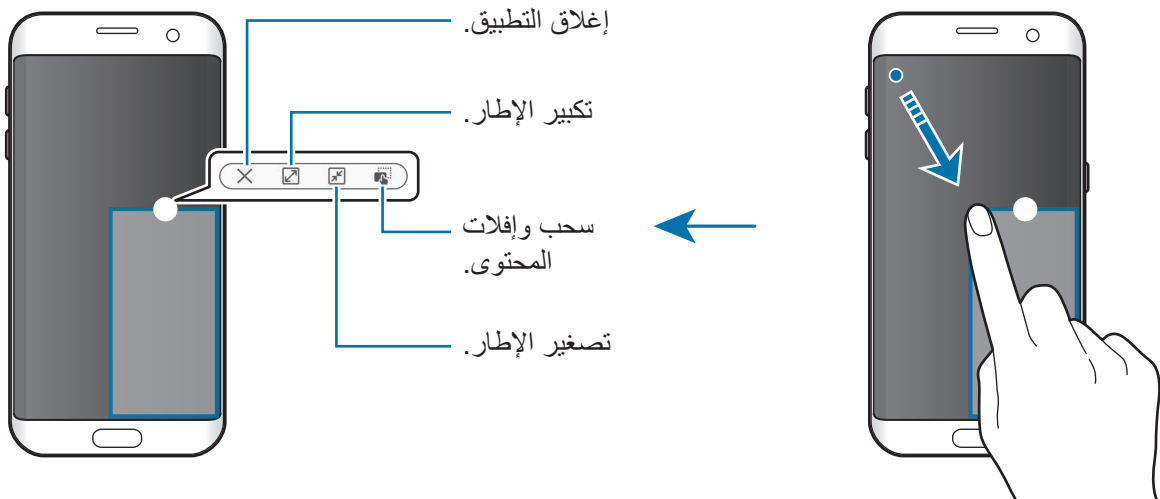 إغلاق التطبيق.
تكبير الإطار.
سحب وإفلات
المحتوى.
تصغير الإطار.